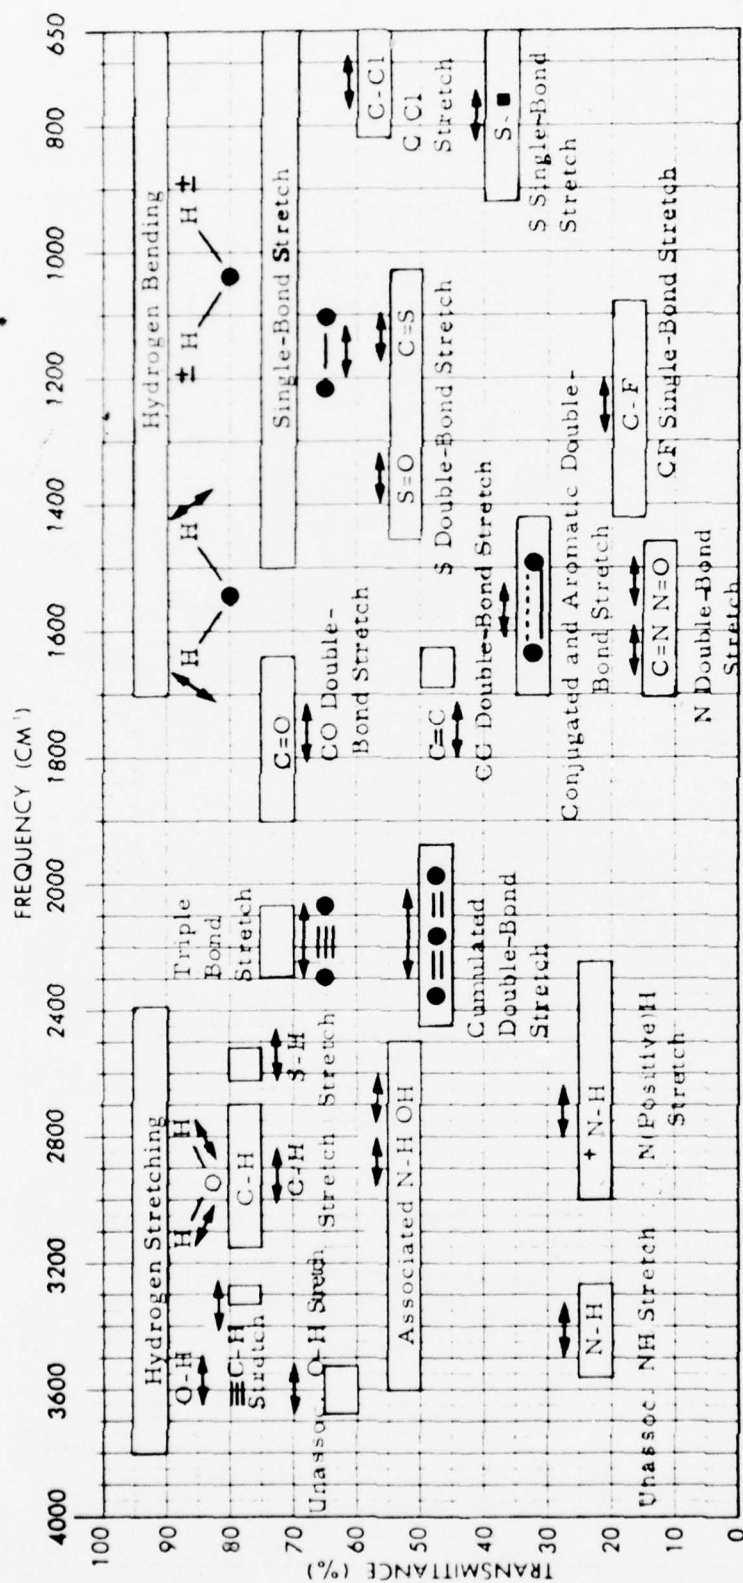 FREQUENCY (CM⁻¹)
4000 3600 3200 2800 2400 2000 1800 1600 1400 1200 1000 800 650
TRANSMITTANCE (%)
100
90
80
70
60
50
40
30
20
10
0
Hydrogen Stretching
Hydrogen Bending
O-H
H O H
H H
± H H ±
≡C-H
Stretch
C-H
C-H
Stretch
S-H
Stretch
Triple
Bond
Stretch
C=O
CO Double-
Bond Stretch
Single-Bond Stretch
Unassoc. O-H Stretch
Associated N-H OH
Cumulated
Double-Bond
Stretch
C=C
CC Double-Bond Stretch
S=O C=S
S Double-Bond Stretch
C-Cl
C Cl
Stretch
S-
S Single-Bond
Stretch
Conjugated and Aromatic Double-
Bond Stretch
N-H
Unassoc. NH Stretch
+ N-H
N(Positive)H
Stretch
C=N N=O
N Double-Bond
Stretch
C-F
CF Single-Bond Stretch